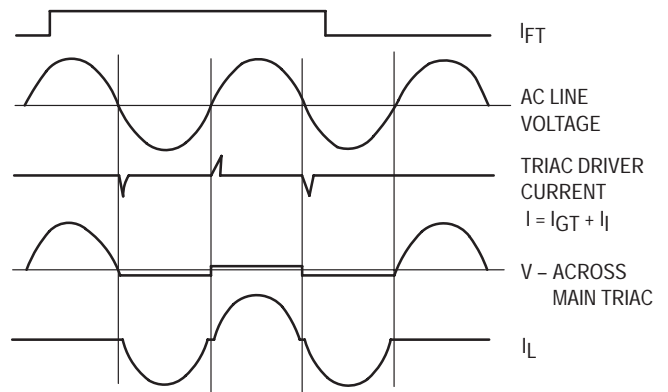 IFT
AC LINE
VOLTAGE
TRIAC DRIVER
CURRENT
I = IGT + II
V – ACROSS
MAIN TRIAC
IL